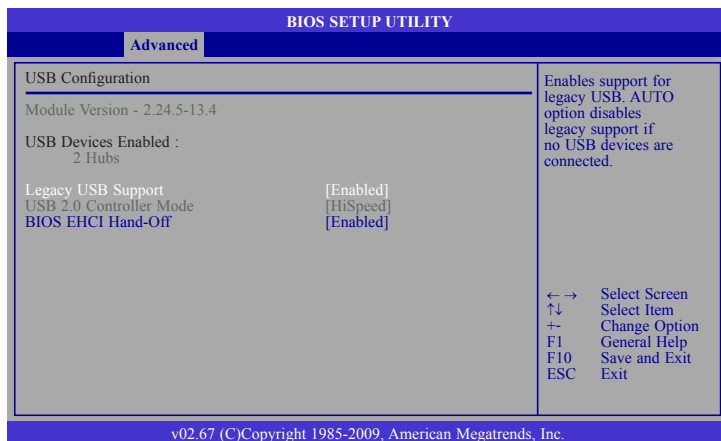 BIOS SETUP UTILITY
Advanced
USB Configuration
Module Version - 2.24.5-13.4
USB Devices Enabled :
2 Hubs
Legacy USB Support [Enabled]
USB 2.0 Controller Mode [HiSpeed]
BIOS EHCI Hand-Off [Enabled]
Enables support for
legacy USB. AUTO
option disables
legacy support if
no USB devices are
connected.
←→ Select Screen
↑↓ Select Item
+- Change Option
F1 General Help
F10 Save and Exit
ESC Exit
v02.67 (C)Copyright 1985-2009, American Megatrends, Inc.